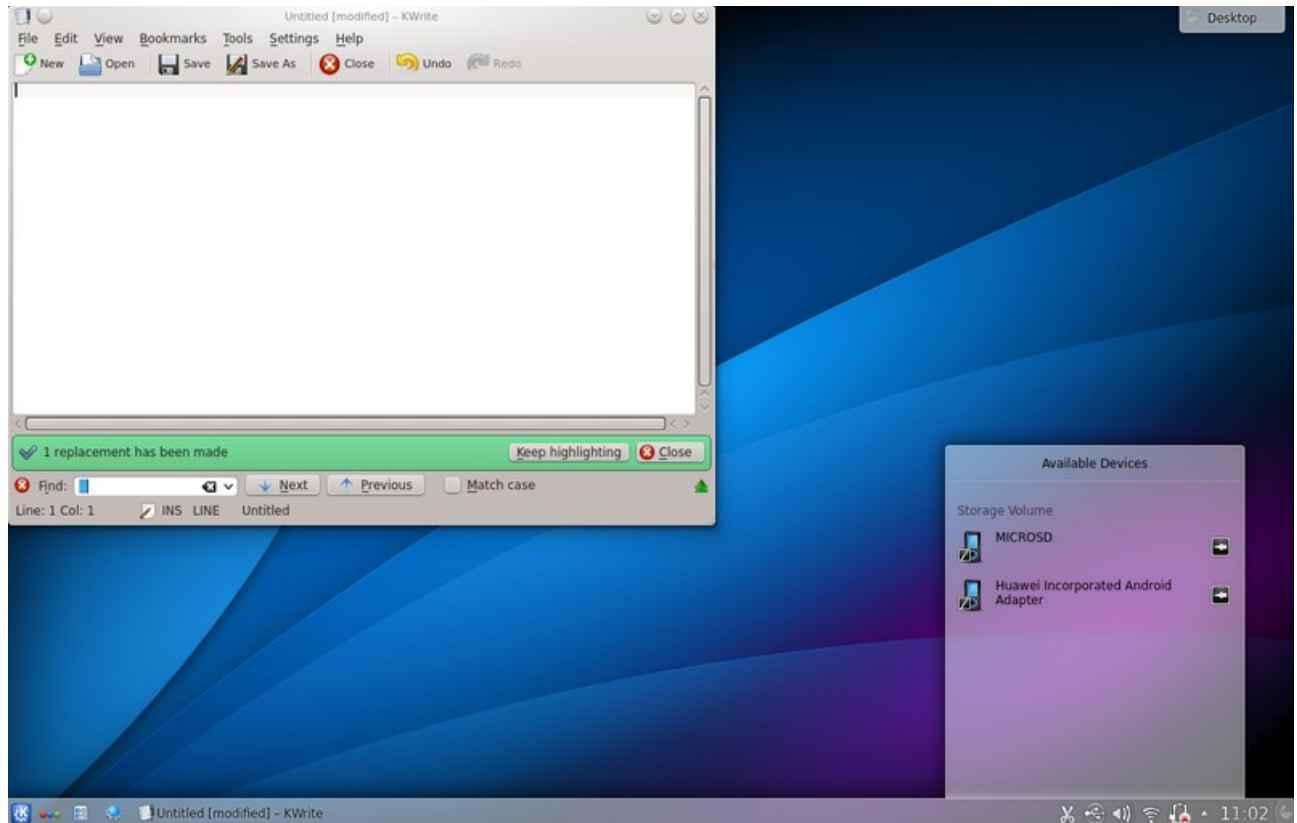 Untitled [modified] – KWrite
File Edit View Bookmarks Tools Settings Help
New Open Save Save As Close Undo Redo
1 replacement has been made Keep highlighting Close
Find: Next Previous Match case
Line: 1 Col: 1 INS LINE Untitled
Desktop
Available Devices
Storage Volume
MICROSD
Huawei Incorporated Android
Adapter
Untitled [modified] – KWrite 11:02